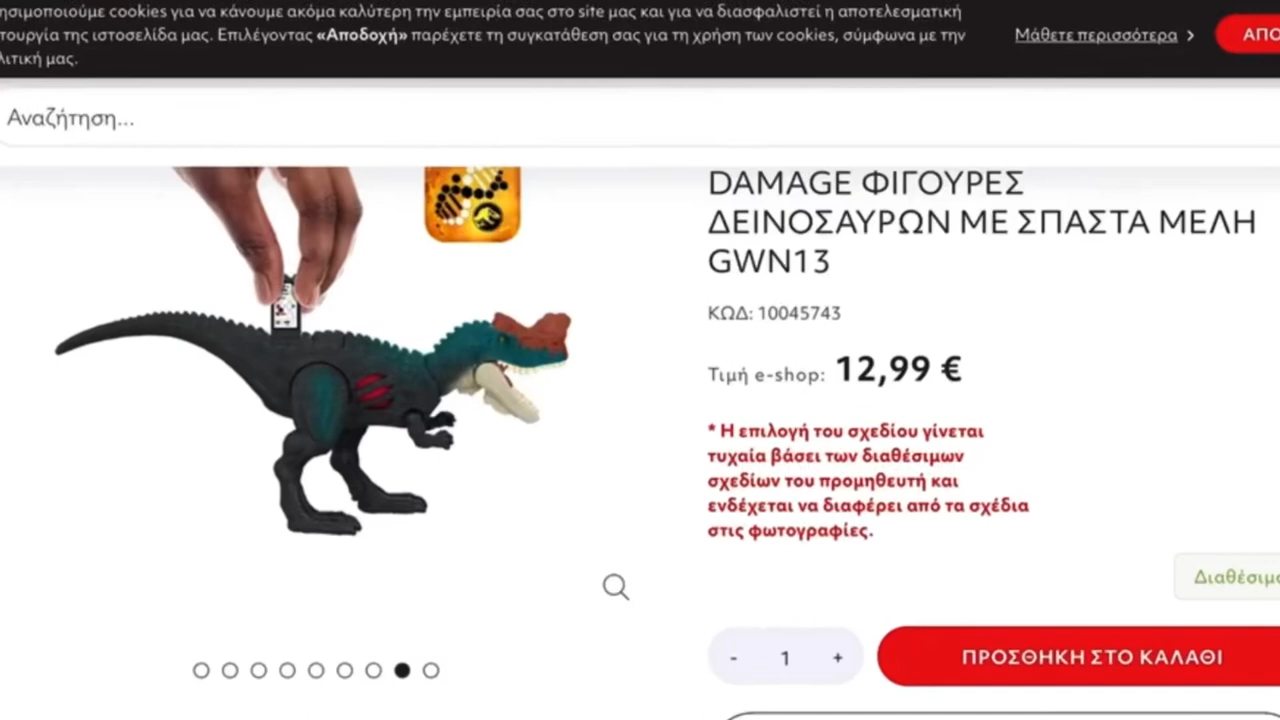 ησιμοποιούμε cookies για να κάνουμε ακόμα καλύτερη την εμπειρία σας στο site μας και για να διασφαλιστεί η αποτελεσματική
τουργία της ιστοσελίδα μας. Επιλέγοντας «Αποδοχή» παρέχετε τη συγκατάθεση σας για τη χρήση των cookies, σύμφωνα με την
λιτική μας.
Μάθετε περισσότερα
ΑΠΟ
Αναζήτηση...
DAMAGE ΦΙΓΟΥΡΕΣ
ΔΕΙΝΟΣΑΥΡΩΝ ΜΕ ΣΠΑΣΤΑ ΜΕΛΗ
GWN13
ΚΩΔ: 10045743
Τιμή e-shop: 12,99 €
* Η επιλογή του σχεδίου γίνεται
τυχαία βάσει των διαθέσιμων
σχεδίων του προμηθευτή και
ενδέχεται να διαφέρει από τα σχέδια
στις φωτογραφίες.
Διαθέσιμο
- 1 +
ΠΡΟΣΘΗΚΗ ΣΤΟ ΚΑΛΑΘΙ